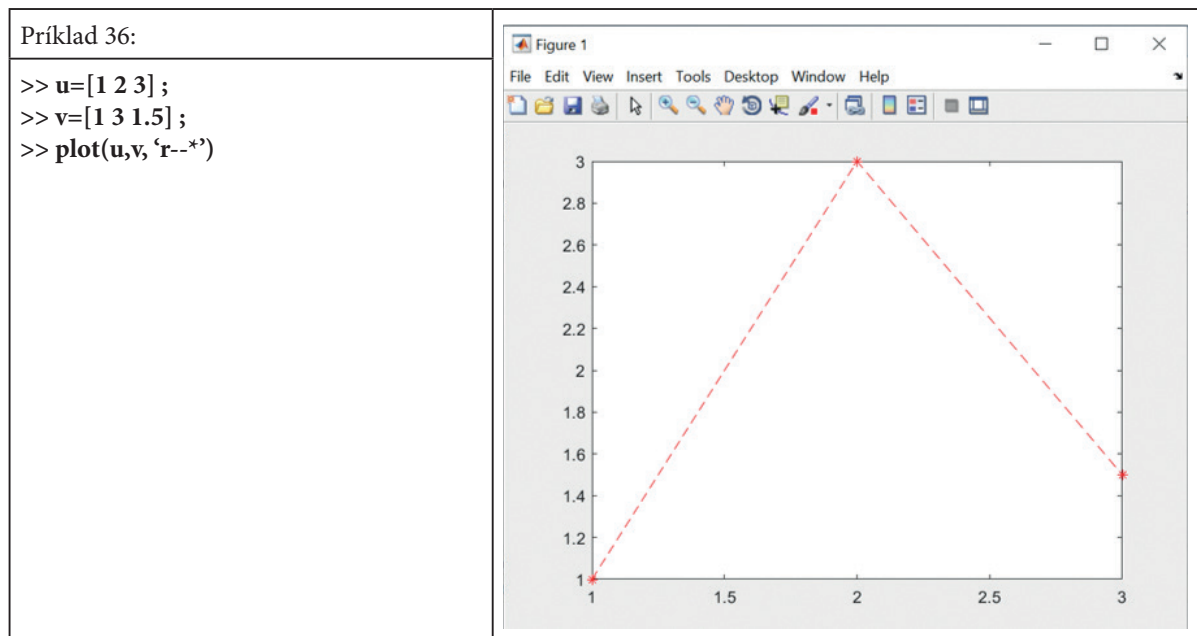 Príklad 36:
>> u=[1 2 3] ;
>> v=[1 3 1.5] ;
>> plot(u,v, ‘r--*’)
Figure 1
File Edit View Insert Tools Desktop Window Help
3
2.8
2.6
2.4
2.2
2
1.8
1.6
1.4
1.2
1
1 1.5 2 2.5 3